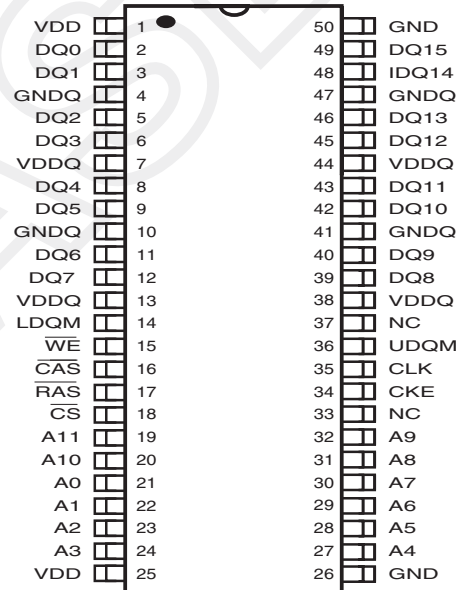 VDD 1 50 GND
DQ0 2 49 DQ15
DQ1 3 48 IDQ14
GNDQ 4 47 GNDQ
DQ2 5 46 DQ13
DQ3 6 45 DQ12
VDDQ 7 44 VDDQ
DQ4 8 43 DQ11
DQ5 9 42 DQ10
GNDQ 10 41 GNDQ
DQ6 11 40 DQ9
DQ7 12 39 DQ8
VDDQ 13 38 VDDQ
LDQM 14 37 NC
W̅E̅ 15 36 UDQM
C̅A̅S̅ 16 35 CLK
R̅A̅S̅ 17 34 CKE
C̅S̅ 18 33 NC
A11 19 32 A9
A10 20 31 A8
A0 21 30 A7
A1 22 29 A6
A2 23 28 A5
A3 24 27 A4
VDD 25 26 GND